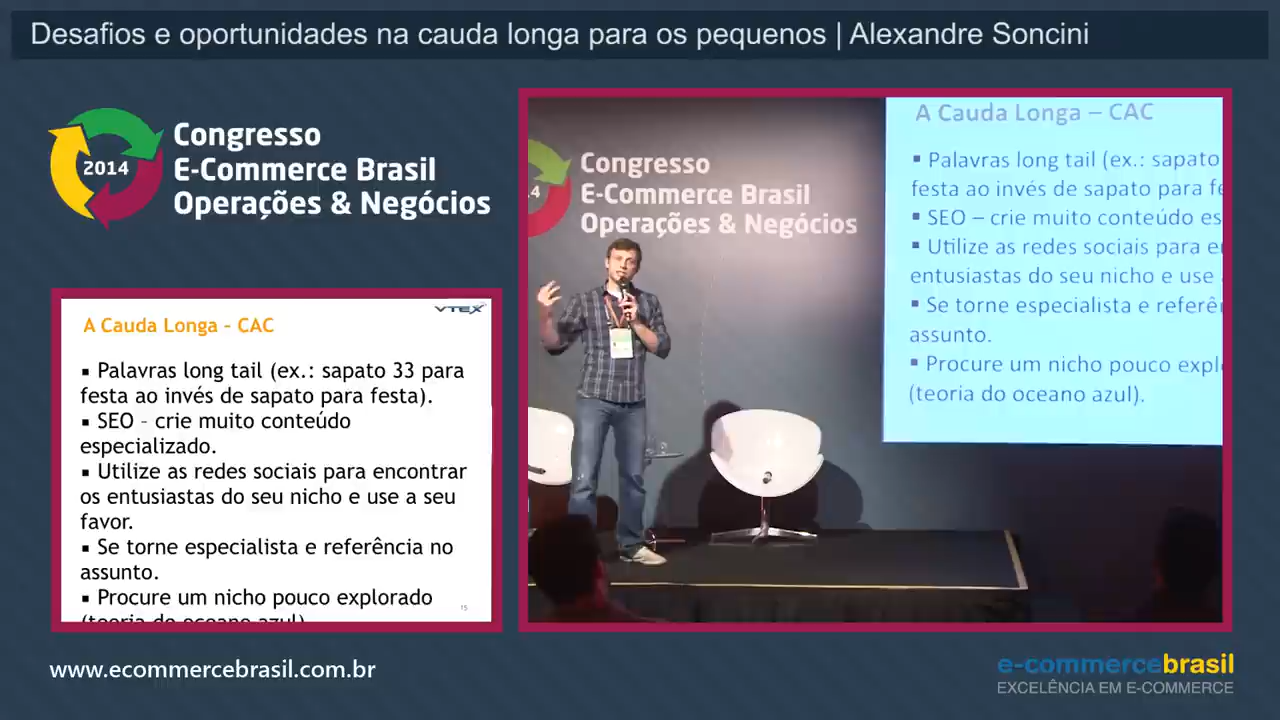 Desafios e oportunidades na cauda longa para os pequenos | Alexandre Soncini
2014
Congresso
E-Commerce Brasil
Operações & Negócios
VTEX
A Cauda Longa - CAC
▪ Palavras long tail (ex.: sapato 33 para
festa ao invés de sapato para festa).
▪ SEO - crie muito conteúdo
especializado.
▪ Utilize as redes sociais para encontrar
os entusiastas do seu nicho e use a seu
favor.
▪ Se torne especialista e referência no
assunto.
▪ Procure um nicho pouco explorado
(teoria do oceano azul)
15
4
Congresso
E-Commerce Brasil
Operações & Negócios
A Cauda Longa – CAC
▪ Palavras long tail (ex.: sapato
festa ao invés de sapato para fe
▪ SEO – crie muito conteúdo es
▪ Utilize as redes sociais para e
entusiastas do seu nicho e use
▪ Se torne especialista e referê
assunto.
▪ Procure um nicho pouco expl
(teoria do oceano azul).
www.ecommercebrasil.com.br
e-commercebrasil
EXCELÊNCIA EM E-COMMERCE